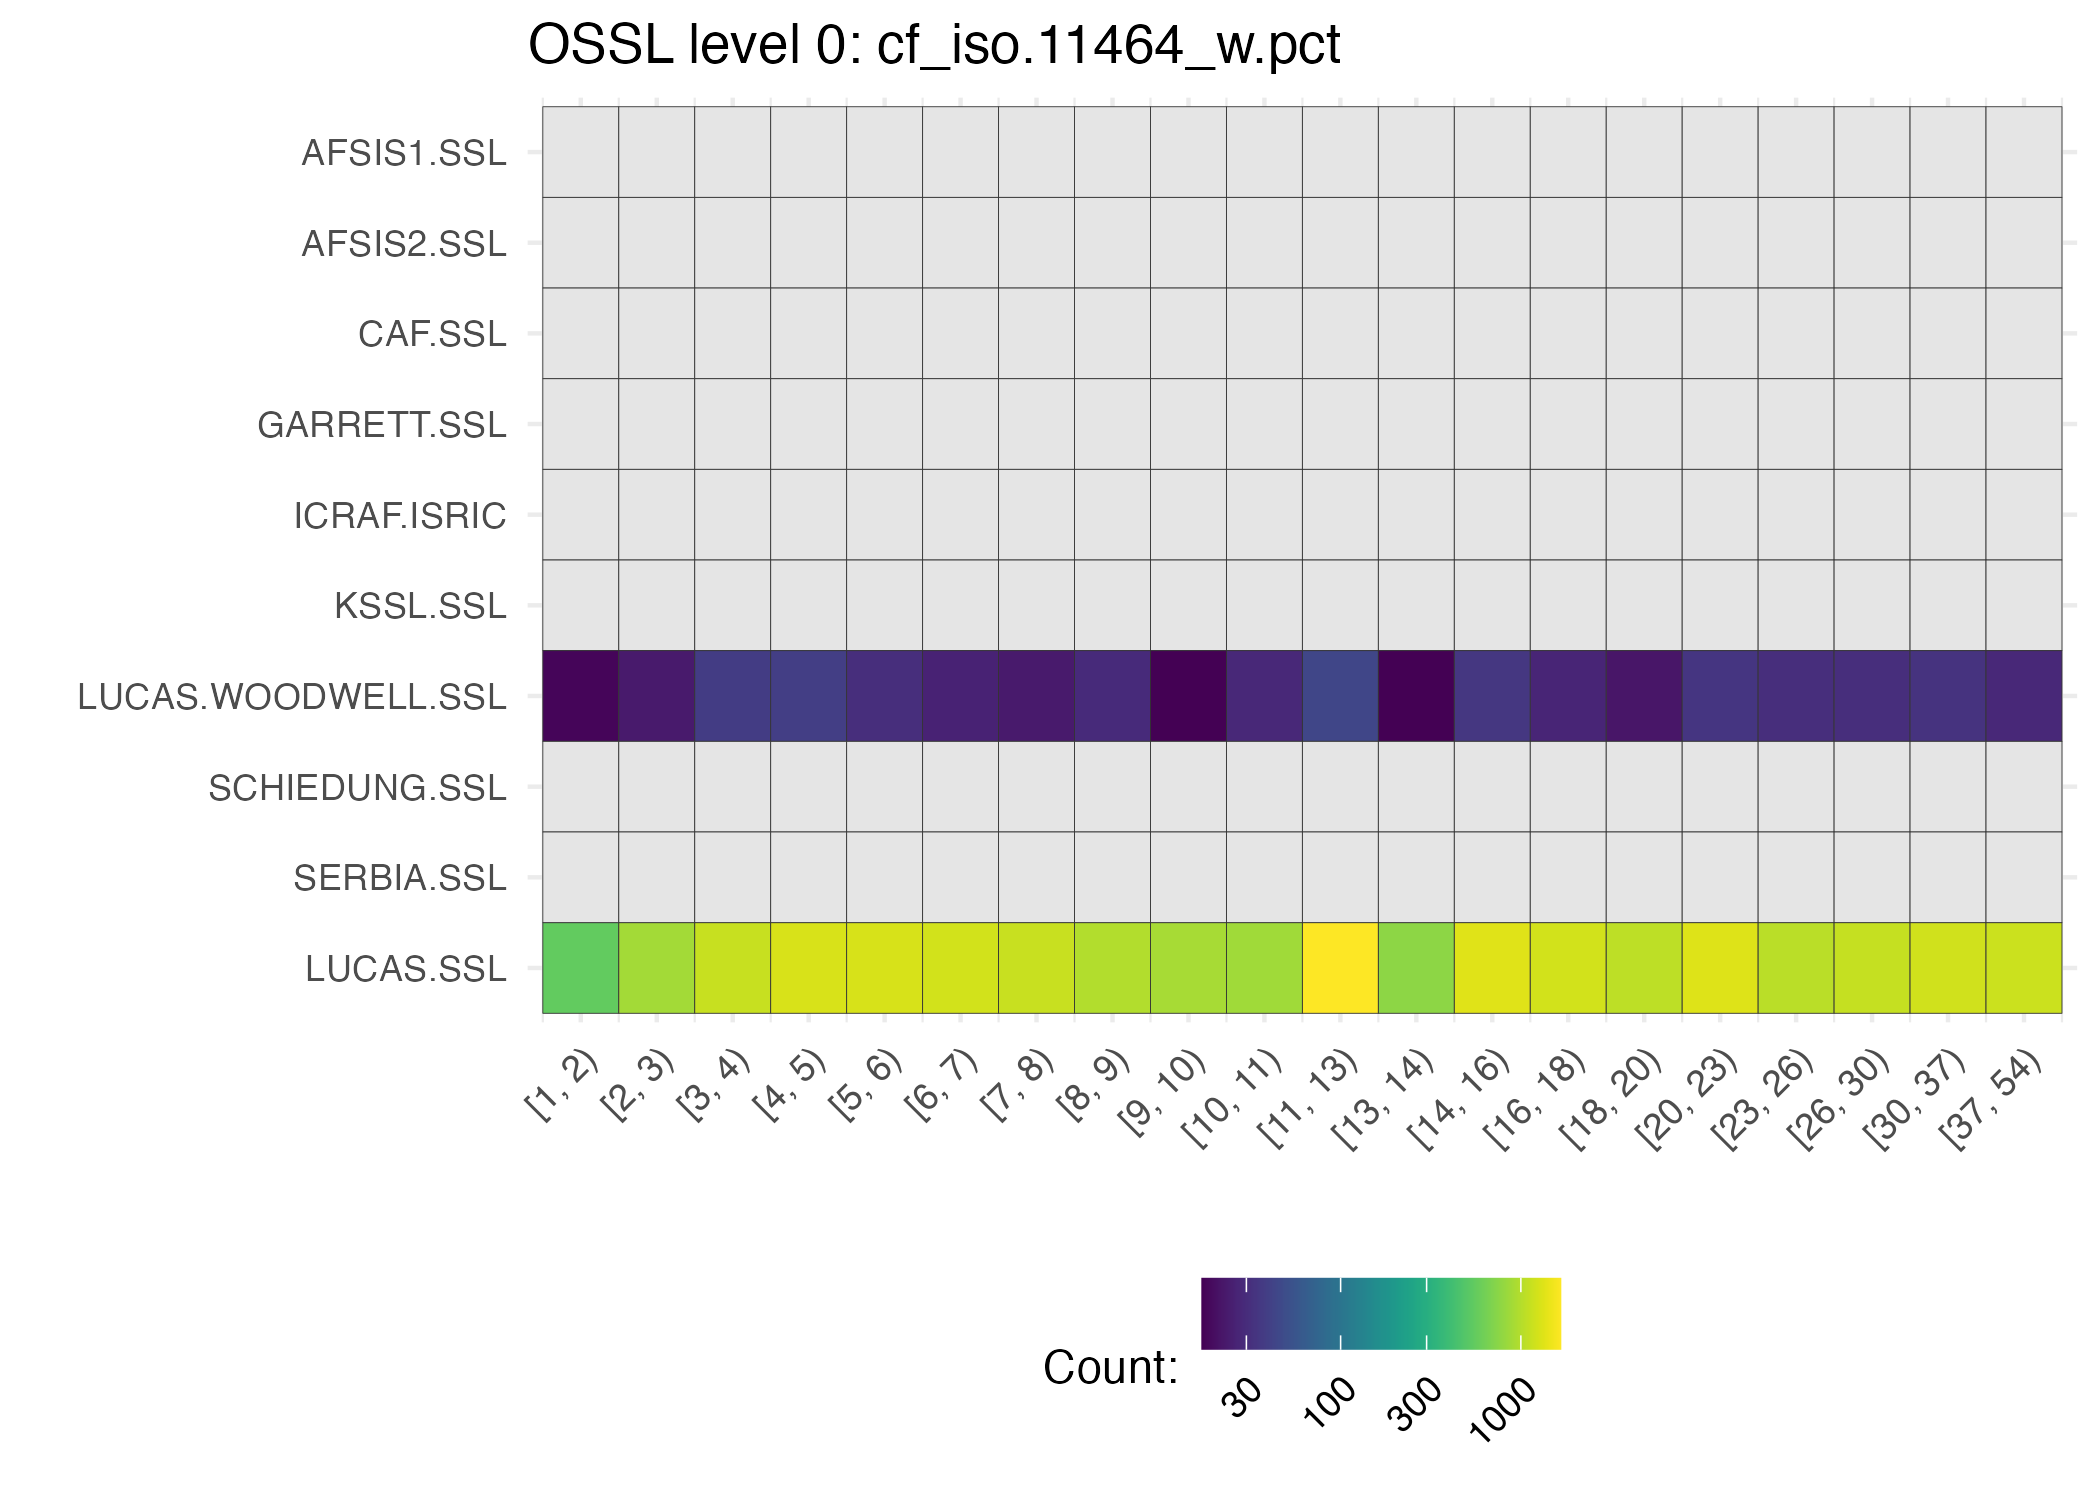 OSSL level 0: cf_iso.11464_w.pct
AFSIS1.SSL
AFSIS2.SSL
CAF.SSL
GARRETT.SSL
ICRAF.ISRIC
KSSL.SSL
LUCAS.WOODWELL.SSL
SCHIEDUNG.SSL
SERBIA.SSL
LUCAS.SSL
[1, 2)
[2, 3)
[3, 4)
[4, 5)
[5, 6)
[6, 7)
[7, 8)
[8, 9)
[9, 10)
[10, 11)
[11, 13)
[13, 14)
[14, 16)
[16, 18)
[18, 20)
[20, 23)
[23, 26)
[26, 30)
[30, 37)
[37, 54)
Count:
30
100
300
1000